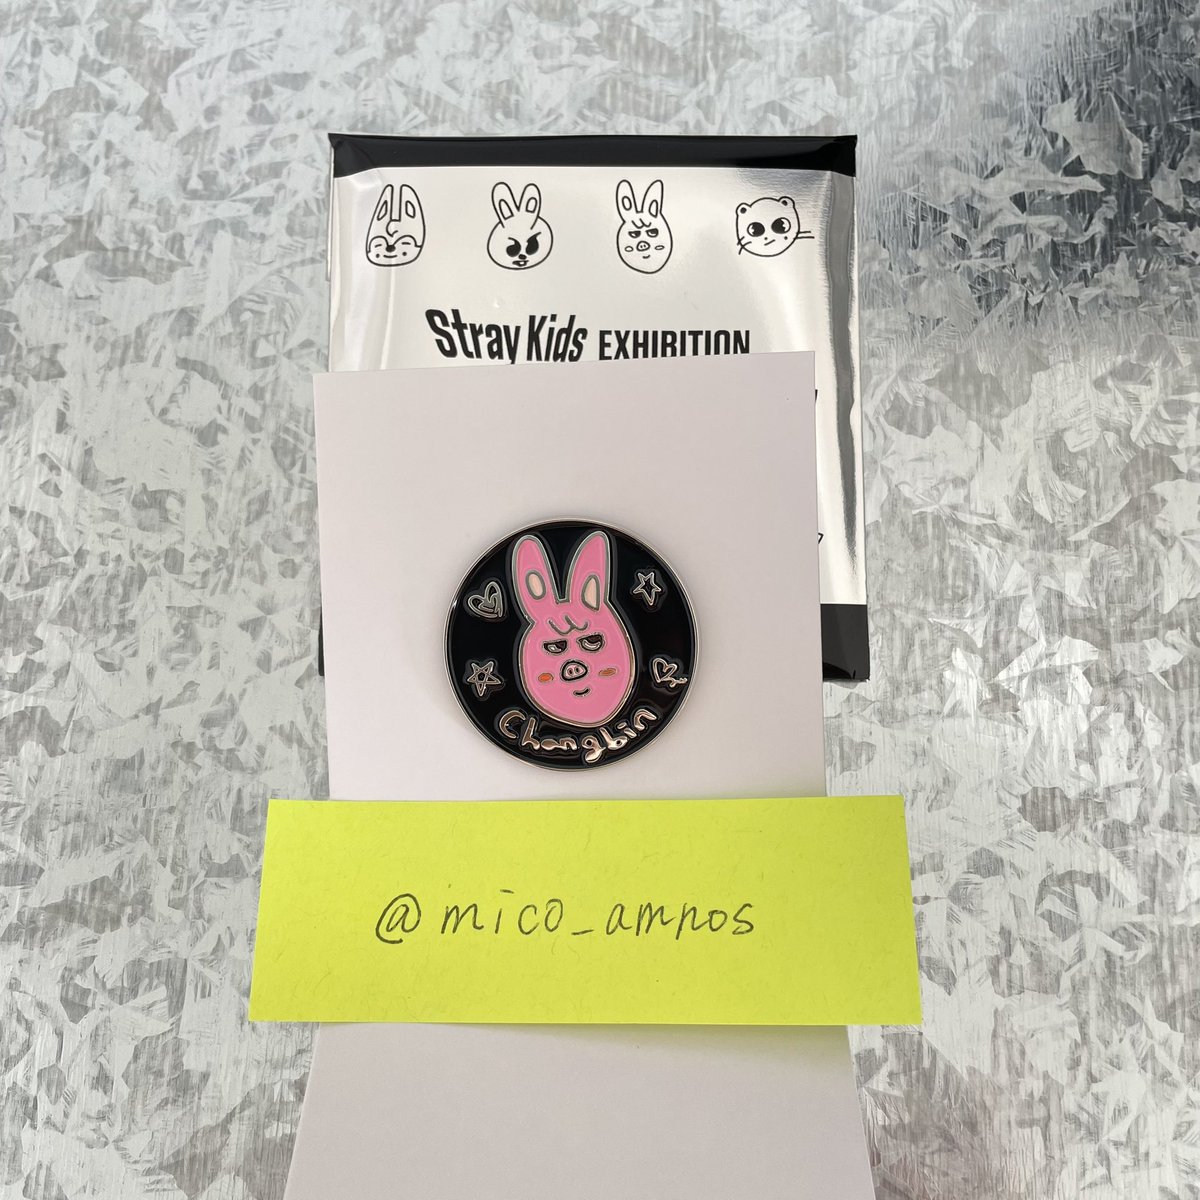 Stray Kids EXHIBITION
Changbin
@mico_ampos